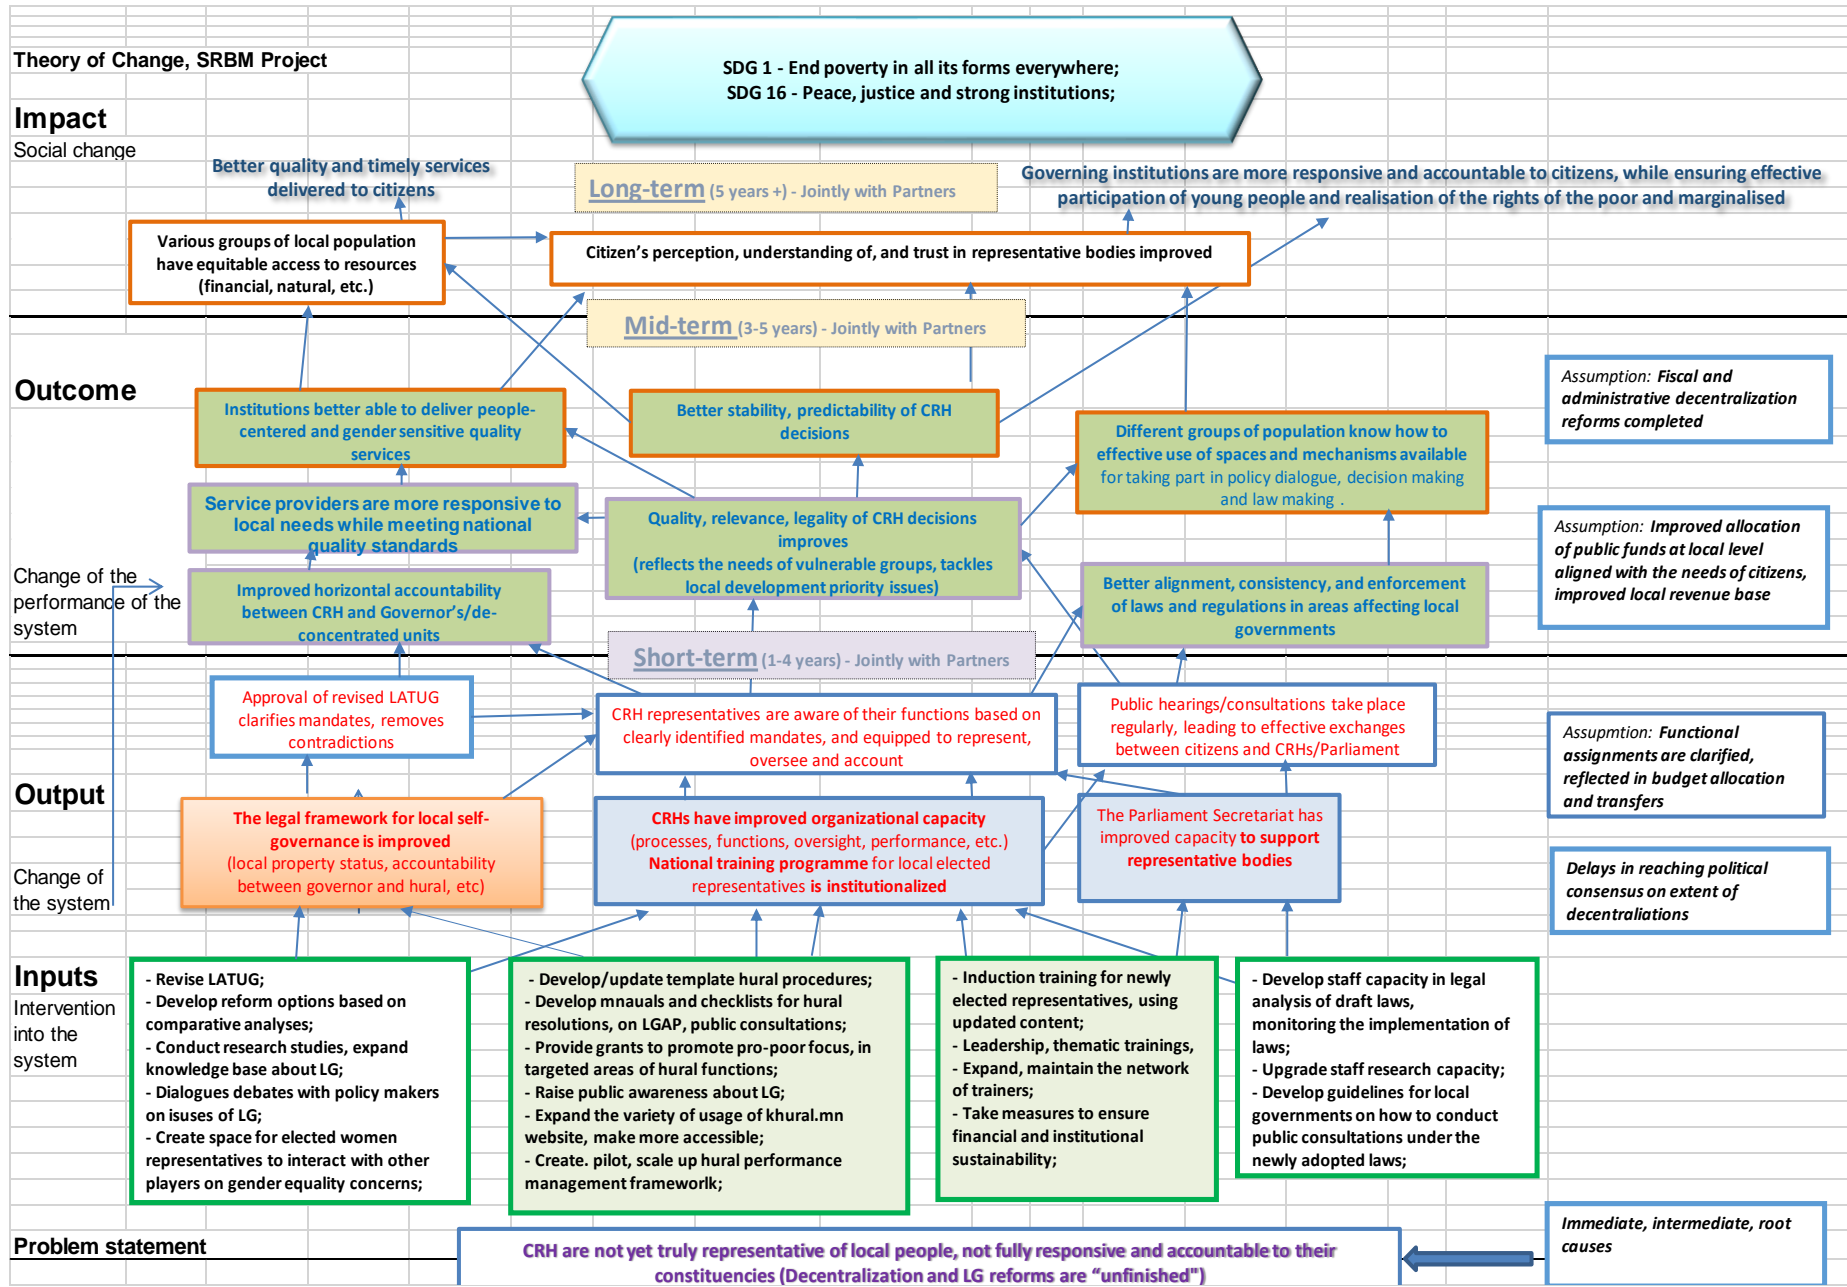 Theory of Change, SRBM Project
SDG 1 - End poverty in all its forms everywhere;
SDG 16 - Peace, justice and strong institutions;
Impact
Social change
Better quality and timely services
delivered to citizens
Long-term (5 years +) - Jointly with Partners
Governing institutions are more responsive and accountable to citizens, while ensuring effective
participation of young people and realisation of the rights of the poor and marginalised
Various groups of local population
have equitable access to resources
(financial, natural, etc.)
Citizen's perception, understanding of, and trust in representative bodies improved
Mid-term (3-5 years) - Jointly with Partners
Outcome
Institutions better able to deliver people-
centered and gender sensitive quality
services
Better stability, predictability of CRH
decisions
Different groups of population know how to
effective use of spaces and mechanisms available
for taking part in policy dialogue, decision making
and law making .
Assumption: Fiscal and
administrative decentralization
reforms completed
Service providers are more responsive to
local needs while meeting national
quality standards
Quality, relevance, legality of CRH decisions
improves
(reflects the needs of vulnerable groups, tackles
local development priority issues)
Assumption: Improved allocation
of public funds at local level
aligned with the needs of citizens,
improved local revenue base
Change of the
performance of the
system
Improved horizontal accountability
between CRH and Governor's/de-
concentrated units
Better alignment, consistency, and enforcement
of laws and regulations in areas affecting local
governments
Short-term (1-4 years) - Jointly with Partners
Approval of revised LATUG
clarifies mandates, removes
contradictions
CRH representatives are aware of their functions based on
clearly identified mandates, and equipped to represent,
oversee and account
Public hearings/consultations take place
regularly, leading to effective exchanges
between citizens and CRHs/Parliament
Assupmtion: Functional
assignments are clarified,
reflected in budget allocation
and transfers
Output
The legal framework for local self-
governance is improved
(local property status, accountability
between governor and hural, etc)
CRHs have improved organizational capacity
(processes, functions, oversight, performance, etc.)
National training programme for local elected
representatives is institutionalized
The Parliament Secretariat has
improved capacity to support
representative bodies
Change of
the system
Delays in reaching political
consensus on extent of
decentraliations
Inputs
Intervention
into the
system
- Revise LATUG;
- Develop reform options based on
comparative analyses;
- Conduct research studies, expand
knowledge base about LG;
- Dialogues debates with policy makers
on isuses of LG;
- Create space for elected women
representatives to interact with other
players on gender equality concerns;
- Develop/update template hural procedures;
- Develop mnauals and checklists for hural
resolutions, on LGAP, public consultations;
- Provide grants to promote pro-poor focus, in
targeted areas of hural functions;
- Raise public awareness about LG;
- Expand the variety of usage of khural.mn
website, make more accessible;
- Create. pilot, scale up hural performance
management frameworlk;
- Induction training for newly
elected representatives, using
updated content;
- Leadership, thematic trainings,
- Expand, maintain the network
of trainers;
- Take measures to ensure
financial and institutional
sustainability;
- Develop staff capacity in legal
analysis of draft laws,
monitoring the implementation of
laws;
- Upgrade staff research capacity;
- Develop guidelines for local
governments on how to conduct
public consultations under the
newly adopted laws;
Problem statement
CRH are not yet truly representative of local people, not fully responsive and accountable to their
constituencies (Decentralization and LG reforms are “unfinished")
Immediate, intermediate, root
causes